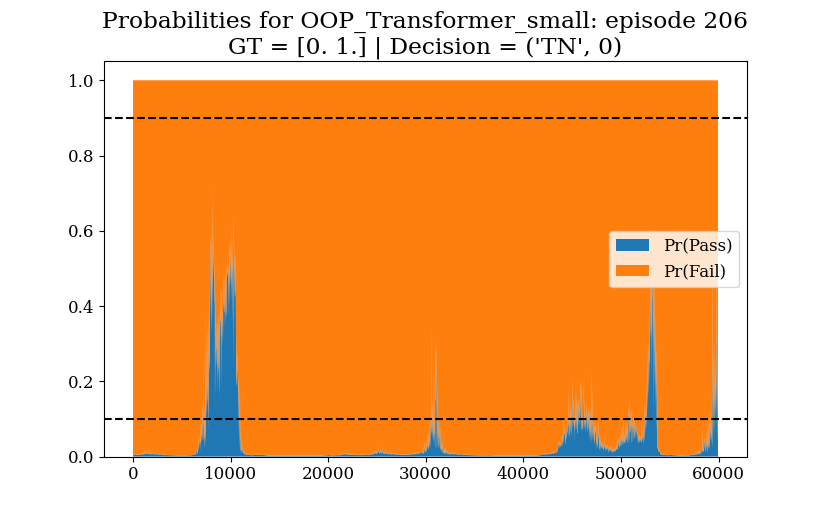 Probabilities for OOP_Transformer_small: episode 206
GT = [0. 1.] | Decision = ('TN', 0)
1.0
0.8
0.6
0.4
0.2
0.0
Pr(Pass)
Pr(Fail)
0 10000 20000 30000 40000 50000 60000